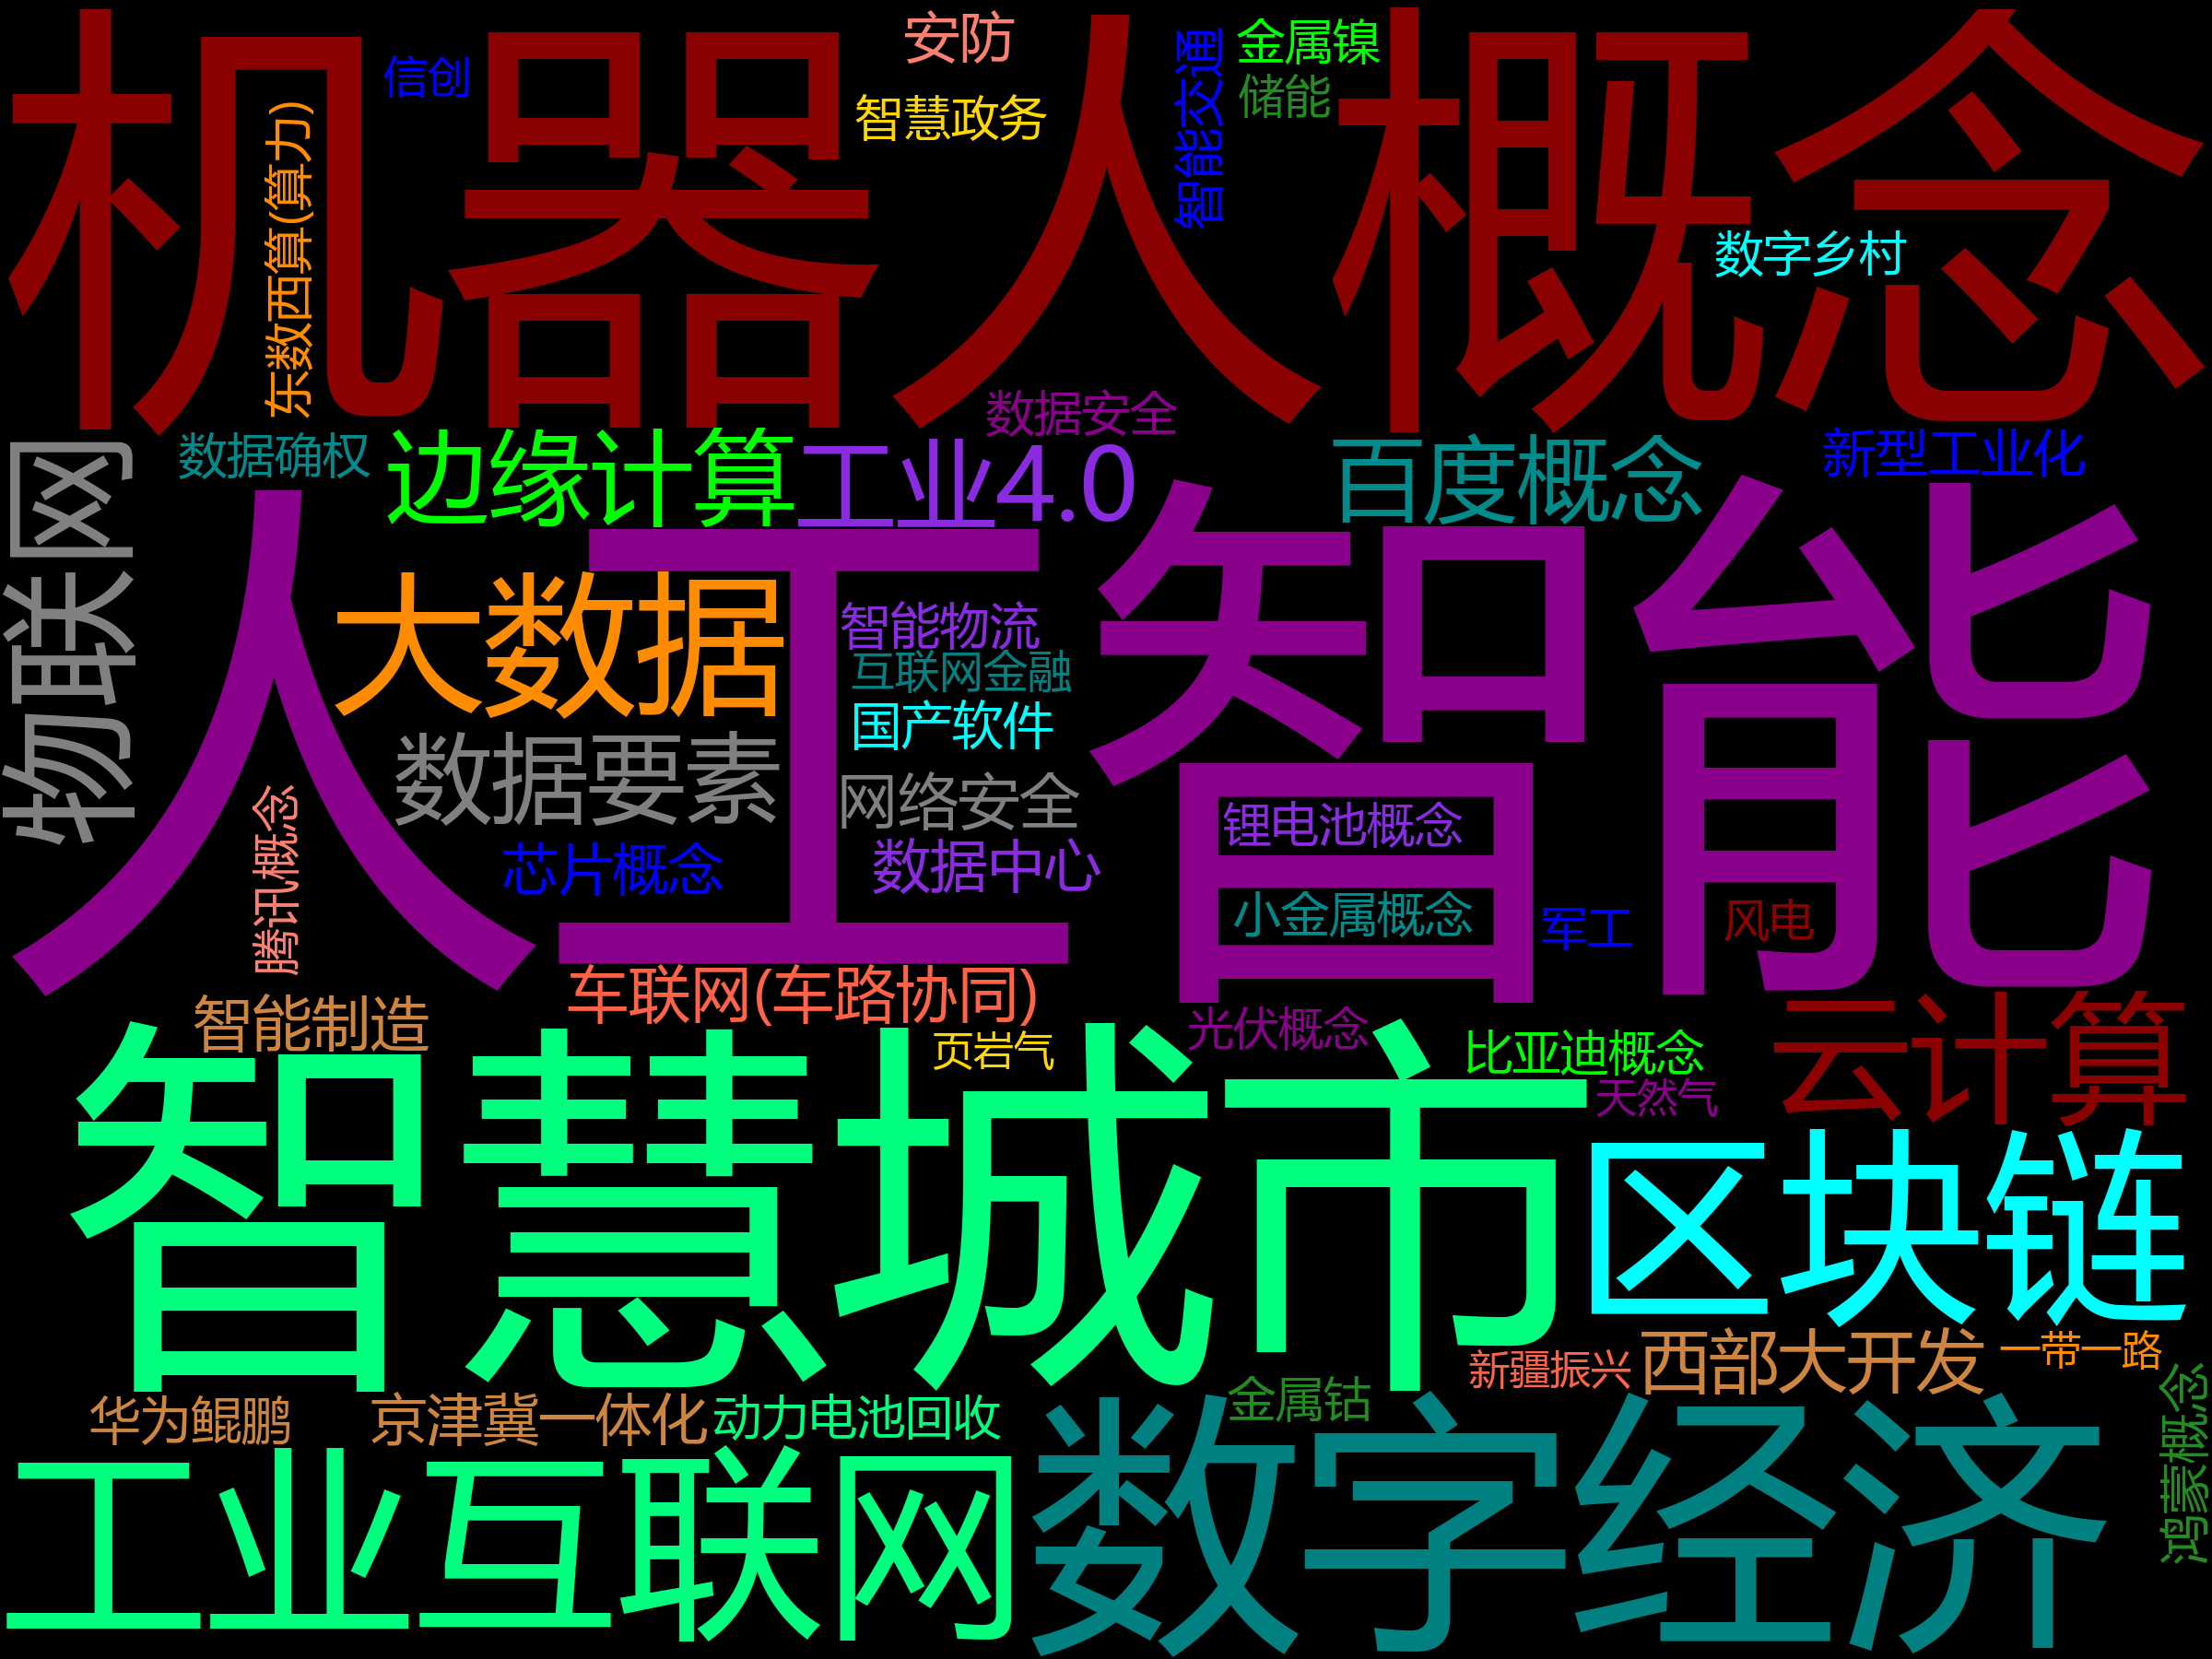 机器人概念
安防
信创
金属镍
储能
智慧政务
智能交通
东数西算(算力)
数字乡村
数据安全
数据确权
边缘计算
工业4.0
百度概念
新型工业化
物联网
人工智能
大数据
智能物流
互联网金融
国产软件
数据要素
网络安全
锂电池概念
芯片概念
数据中心
腾讯概念
小金属概念
军工
风电
车联网(车路协同)
智能制造
页岩气
光伏概念
比亚迪概念
天然气
云计算
智慧城市
区块链
新疆振兴
西部大开发
一带一路
华为鲲鹏
京津冀一体化
动力电池回收
金属钴
鸿蒙概念
工业互联网
数字经济